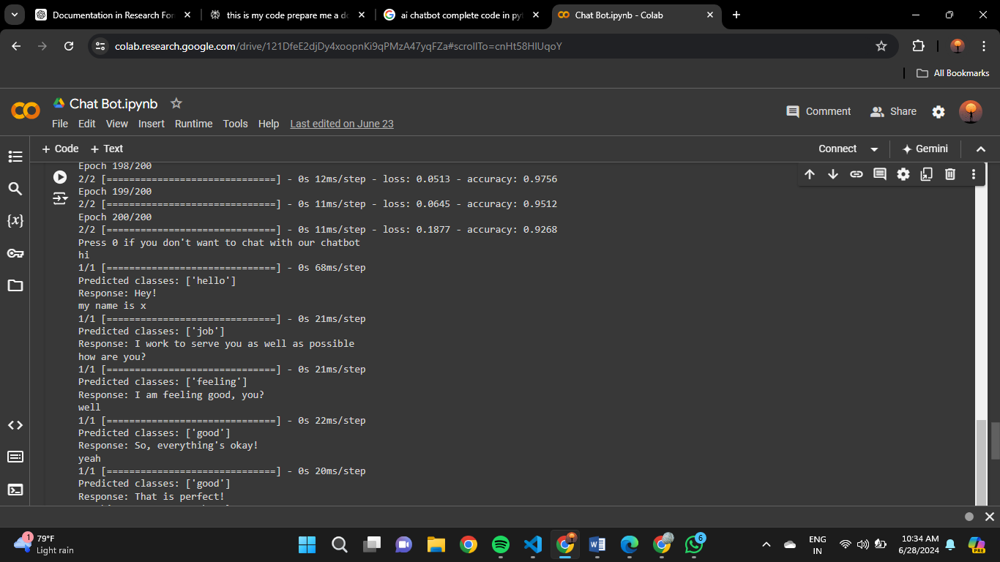 Documentation in Research For
this is my code prepare me a do
ai chatbot complete code in pyt
Chat Bot.ipynb - Colab
colab.research.google.com/drive/121DfeE2djDy4xoopnKi9qPMzA47yqFZa#scrollTo=cnHt58HlUqoY
All Bookmarks
Chat Bot.ipynb
File Edit View Insert Runtime Tools Help Last edited on June 23
Comment Share
+ Code + Text
Connect Gemini
Epoch 198/200
2/2 [==============================] - 0s 12ms/step - loss: 0.0513 - accuracy: 0.9756
Epoch 199/200
2/2 [==============================] - 0s 11ms/step - loss: 0.0645 - accuracy: 0.9512
Epoch 200/200
2/2 [==============================] - 0s 11ms/step - loss: 0.1877 - accuracy: 0.9268
Press 0 if you don't want to chat with our chatbot
hi
1/1 [==============================] - 0s 68ms/step
Predicted classes: ['hello']
Response: Hey!
my name is x
1/1 [==============================] - 0s 21ms/step
Predicted classes: ['job']
Response: I work to serve you as well as possible
how are you?
1/1 [==============================] - 0s 21ms/step
Predicted classes: ['feeling']
Response: I am feeling good, you?
well
1/1 [==============================] - 0s 22ms/step
Predicted classes: ['good']
Response: So, everything's okay!
yeah
1/1 [==============================] - 0s 20ms/step
Predicted classes: ['good']
Response: That is perfect!
{x}
1
79°F
Light rain
6
ENG
IN
10:34 AM
6/28/2024
PRE